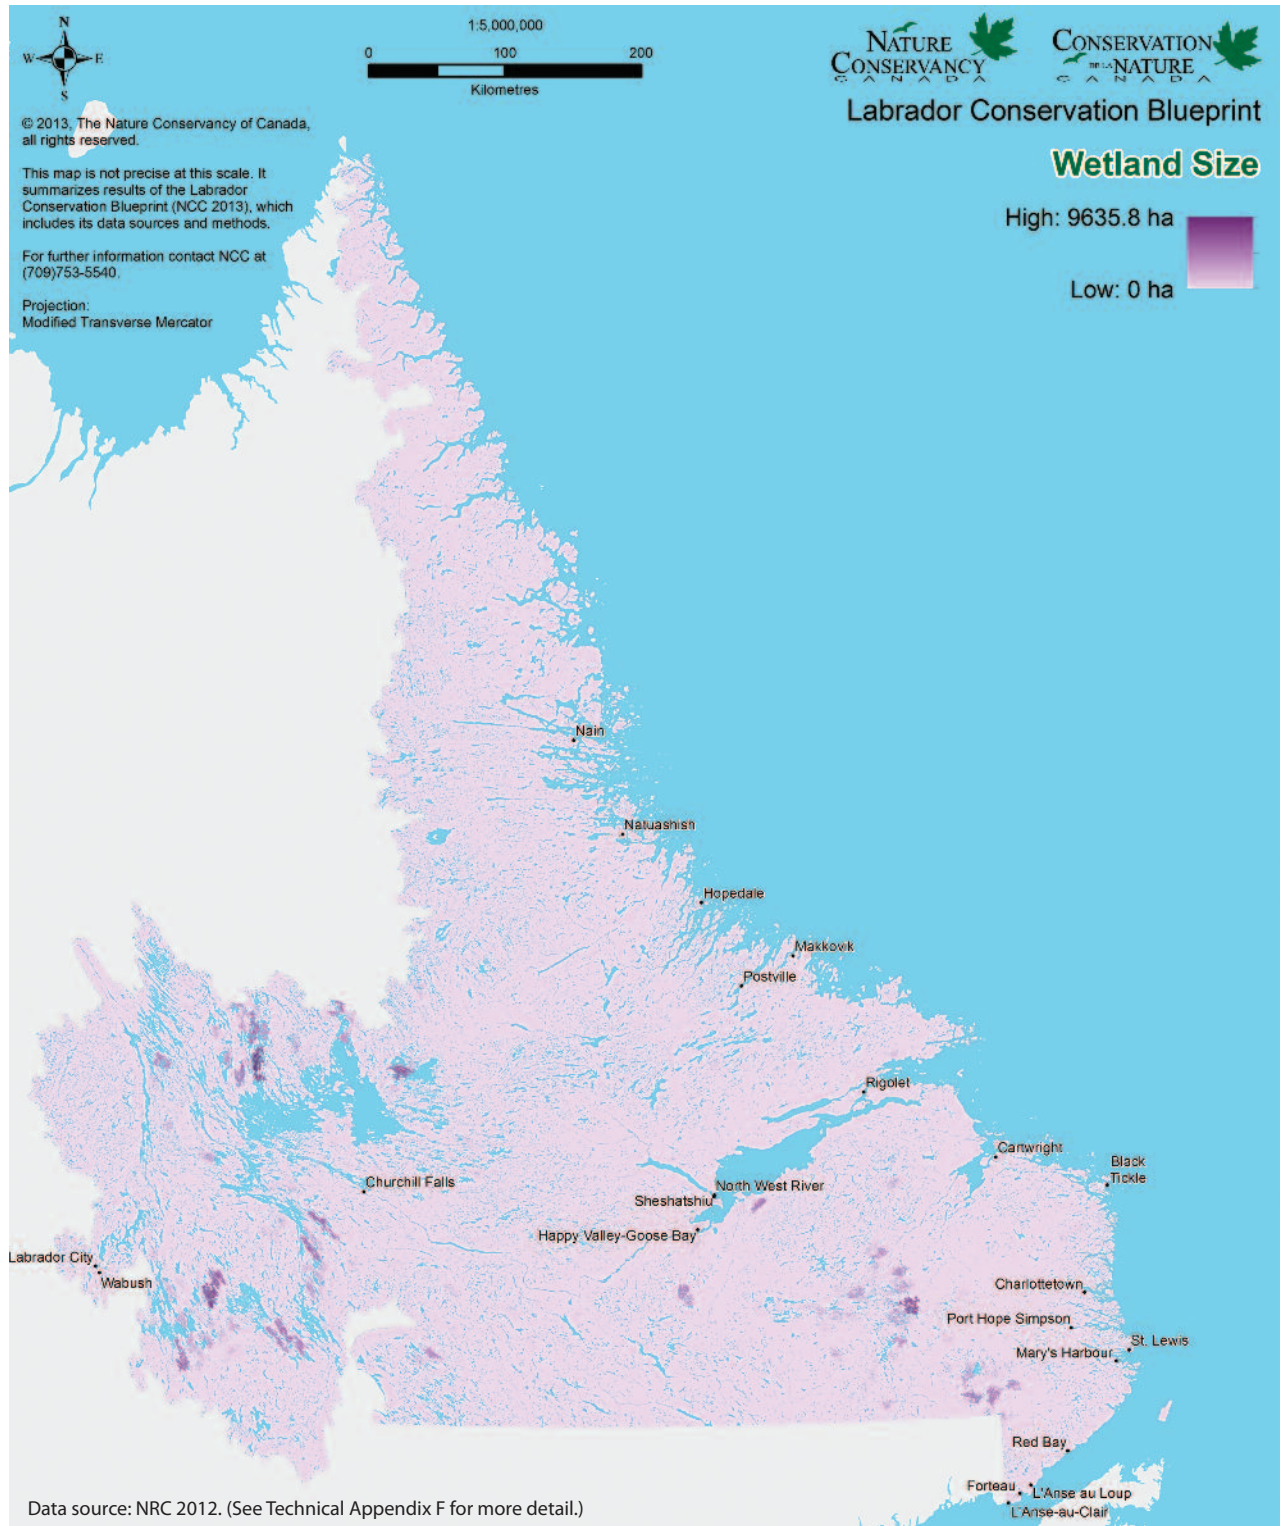 N
W E
S
1:5,000,000
0 100 200
Kilometres
NATURE
CONSERVANCY
CANADA
CONSERVATION
DE LA NATURE
CANADA
Labrador Conservation Blueprint
Wetland Size
High: 9635.8 ha
Low: 0 ha
© 2013, The Nature Conservancy of Canada,
all rights reserved.
This map is not precise at this scale. It
summarizes results of the Labrador
Conservation Blueprint (NCC 2013), which
includes its data sources and methods.
For further information contact NCC at
(709)753-5540.
Projection:
Modified Transverse Mercator
Nain
Natuashish
Hopedale
Makkovik
Postville
Rigolet
Cartwright
Black
Tickle
Churchill Falls
North West River
Sheshatshiu
Happy Valley-Goose Bay
Labrador City
Wabush
Charlottetown
Port Hope Simpson
St. Lewis
Mary's Harbour
Red Bay
Forteau
L'Anse au Loup
L'Anse-au-Clair
Data source: NRC 2012. (See Technical Appendix F for more detail.)